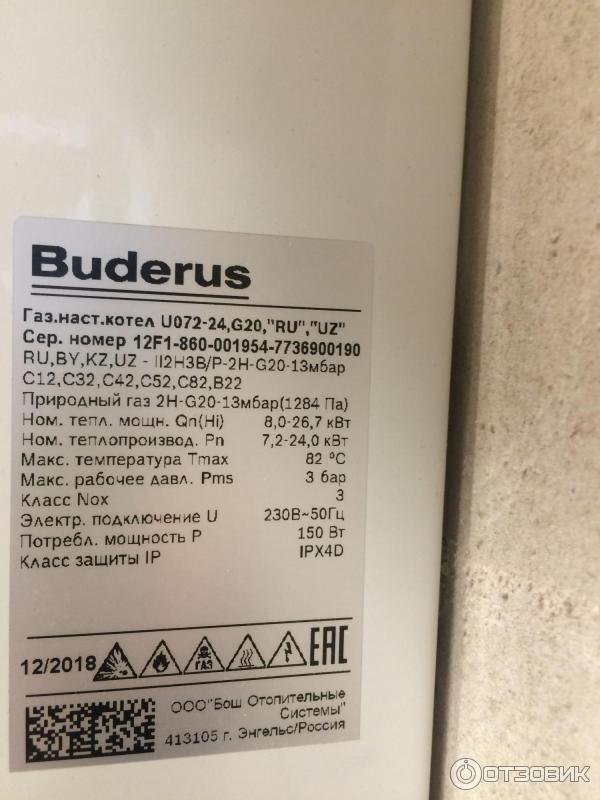 Buderus
Газ.наст.котел U072-24,G20,"RU","UZ"
Сер. номер 12F1-860-001954-7736900190
RU,BY,KZ,UZ - II2H3B/P-2H-G20-13мбар
C12,C32,C42,C52,C82,B22
Природный газ 2H-G20-13мбар(1284 Па)
Ном. тепл. мощн. Qn(Hi) 8,0-26,7 кВт
Ном. теплопроизвод. Pn 7,2-24,0 кВт
Макс. температура Tmax 82 °C
Макс. рабочее давл. Pms 3 бар
Класс Nox 3
Электр. подключение U 230В~50Гц
Потребл. мощность P 150 Вт
Класс защиты IP IPX4D
12/2018 ГАЗ EAC
ООО"Бош Отопительные
Системы"
413105 г. Энгельс/Россия
ОТЗОВИК